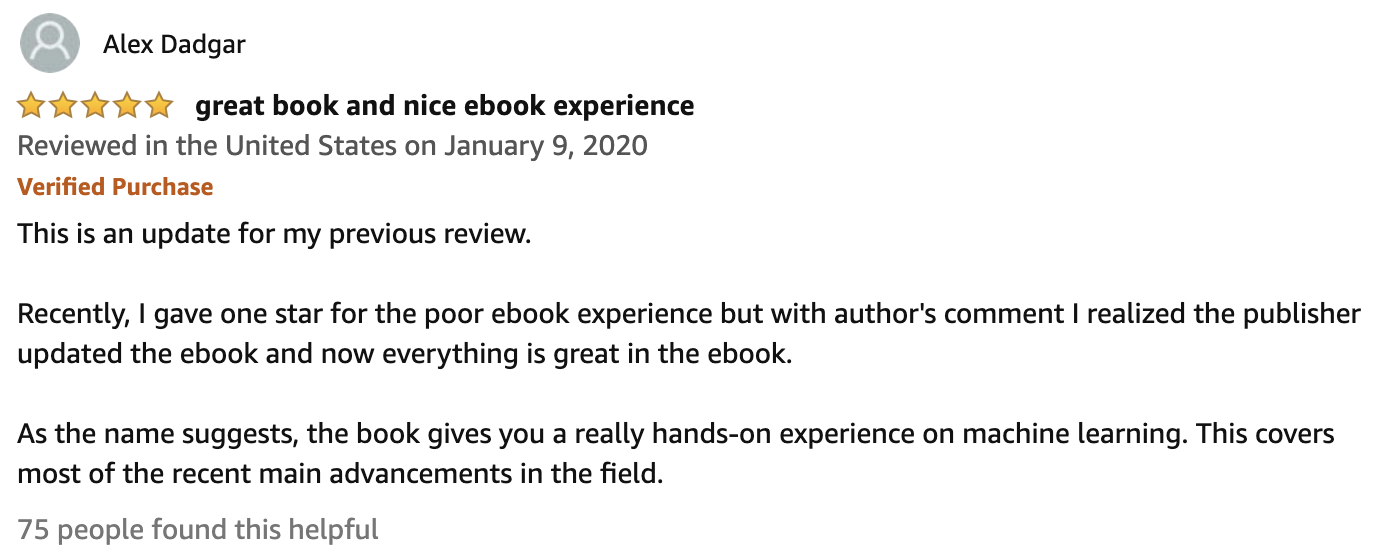 Alex Dadgar
great book and nice ebook experience
Reviewed in the United States on January 9, 2020
Verified Purchase
This is an update for my previous review.
Recently, I gave one star for the poor ebook experience but with author's comment I realized the publisher
updated the ebook and now everything is great in the ebook.
As the name suggests, the book gives you a really hands-on experience on machine learning. This covers
most of the recent main advancements in the field.
75 people found this helpful